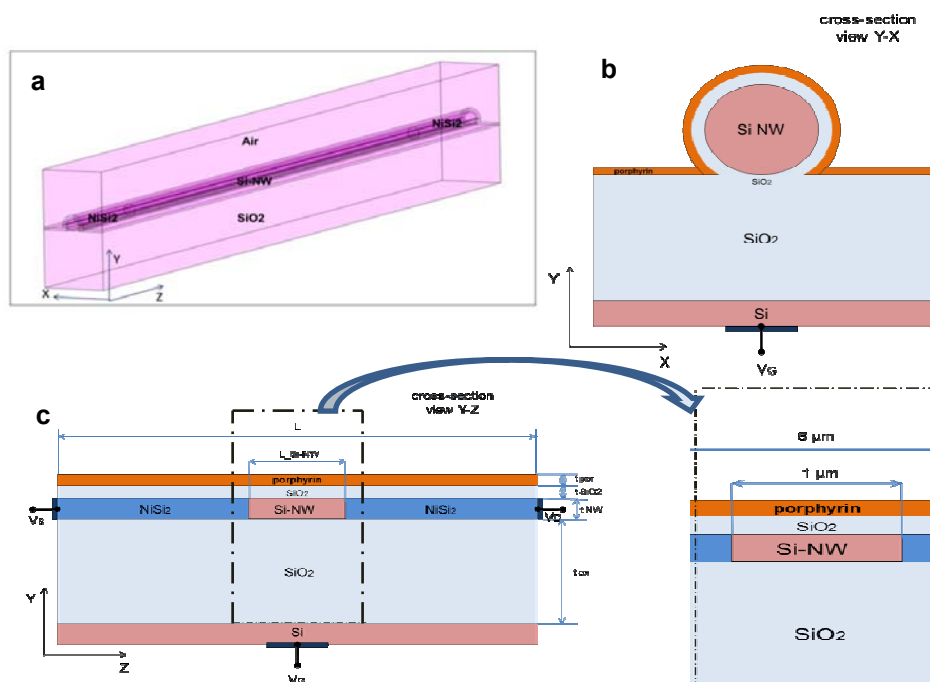 a
Air
NiSi2
Si-NW
NiSi2
SiO2
Y
X
Z
cross-section
view Y-X
b
Si NW
porphyrin
SiO2
SiO2
Y
Si
X
VG
c
cross-section
view Y-Z
L
L_Si-NW
porphyrin
tpor
SiO2
tSiO2
VS
NiSi2
Si-NW
NiSi2
tNW
VD
SiO2
tox
Y
Si
Z
VG
6 µm
1 µm
porphyrin
SiO2
Si-NW
SiO2